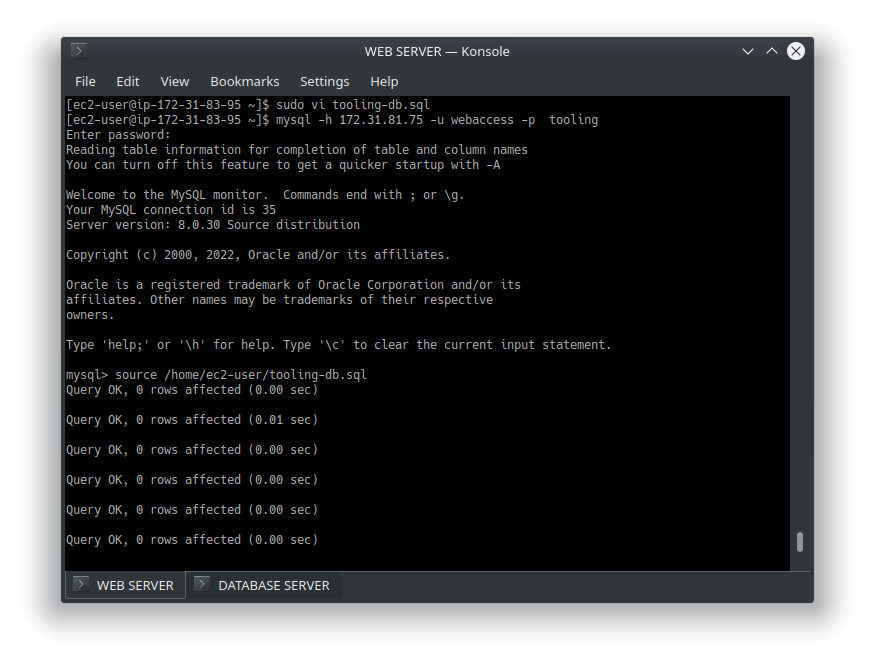 WEB SERVER — Konsole
File Edit View Bookmarks Settings Help
[ec2-user@ip-172-31-83-95 ~]$ sudo vi tooling-db.sql
[ec2-user@ip-172-31-83-95 ~]$ mysql -h 172.31.81.75 -u webaccess -p  tooling
Enter password:
Reading table information for completion of table and column names
You can turn off this feature to get a quicker startup with -A
Welcome to the MySQL monitor.  Commands end with ; or \g.
Your MySQL connection id is 35
Server version: 8.0.30 Source distribution
Copyright (c) 2000, 2022, Oracle and/or its affiliates.
Oracle is a registered trademark of Oracle Corporation and/or its
affiliates. Other names may be trademarks of their respective
owners.
Type 'help;' or '\h' for help. Type '\c' to clear the current input statement.
mysql> source /home/ec2-user/tooling-db.sql
Query OK, 0 rows affected (0.00 sec)
Query OK, 0 rows affected (0.01 sec)
Query OK, 0 rows affected (0.00 sec)
Query OK, 0 rows affected (0.00 sec)
Query OK, 0 rows affected (0.00 sec)
Query OK, 0 rows affected (0.00 sec)
WEB SERVER DATABASE SERVER